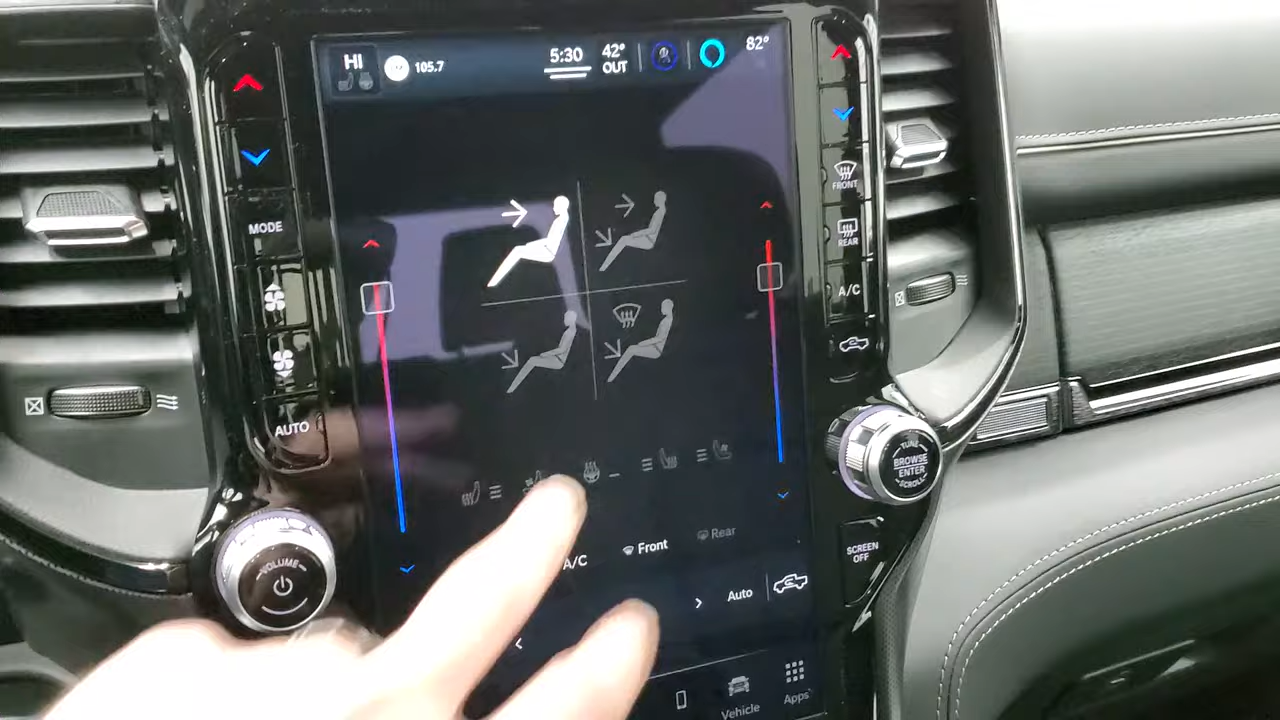 HI
105.7
5:30
42°
OUT
82°
MODE
AUTO
FRONT
REAR
A/C
TUNE
BROWSE
ENTER
SCROLL
SCREEN
OFF
VOLUME
A/C
Front
Rear
Auto
Vehicle
Apps